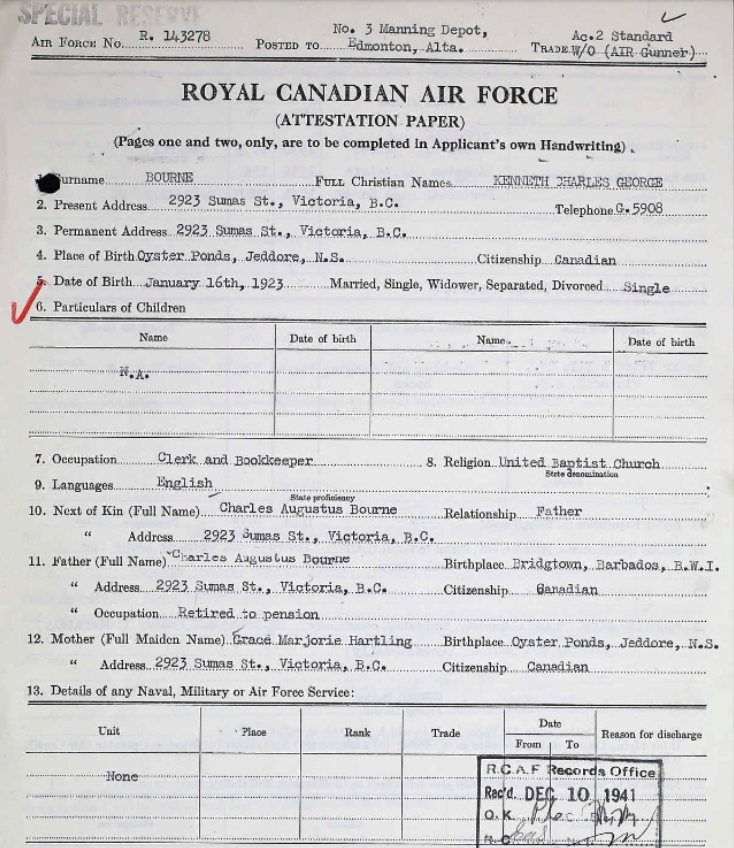 SPECIAL RESERVE
AIR FORCE No. R. 143278 POSTED TO No. 3 Manning Depot, Edmonton, Alta. TRADE Ac.2 Standard W/O (AIR Gunner)
ROYAL CANADIAN AIR FORCE
(ATTESTATION PAPER)
(Pages one and two, only, are to be completed in Applicant's own Handwriting).
Surname BOURNE FULL Christian Names KENNETH CHARLES GEORGE
2. Present Address 2923 Sumas St., Victoria, B.C. Telephone G. 5908
3. Permanent Address 2923 Sumas St., Victoria, B.C.
4. Place of Birth Oyster Ponds, Jeddore, N.S. Citizenship Canadian
5. Date of Birth January 16th, 1923 Married, Single, Widower, Separated, Divorced Single
6. Particulars of Children
Name Date of birth Name Date of birth
N.A.
7. Occupation Clerk and Bookkeeper 8. Religion United Baptist Church
State denomination
9. Languages English
State proficiency
10. Next of Kin (Full Name) Charles Augustus Bourne Relationship Father
" Address 2923 Sumas St., Victoria, B.C.
11. Father (Full Name) Charles Augustus Bourne Birthplace Bridgtown, Barbados, B.W.I.
" Address 2923 Sumas St., Victoria, B.C. Citizenship Canadian
" Occupation Retired to pension
12. Mother (Full Maiden Name) Grace Marjorie Hartling Birthplace Oyster Ponds, Jeddore, N.S.
" Address 2923 Sumas St., Victoria, B.C. Citizenship Canadian
13. Details of any Naval, Military or Air Force Service:
Unit Place Rank Trade Date Reason for discharge
From To
None
R.C.A.F Records Office
Rec'd. DEC 10 1941
O.K.